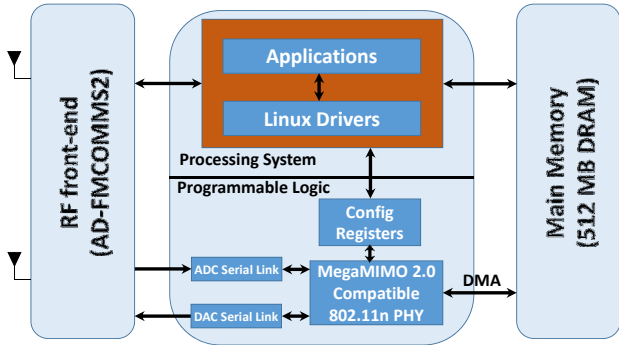 RF front-end
(AD-FMCOMMS2)
Applications
Linux Drivers
Processing System
Programmable Logic
Config
Registers
ADC Serial Link
DAC Serial Link
MegaMIMO 2.0
Compatible
802.11n PHY
DMA
Main Memory
(512 MB DRAM)